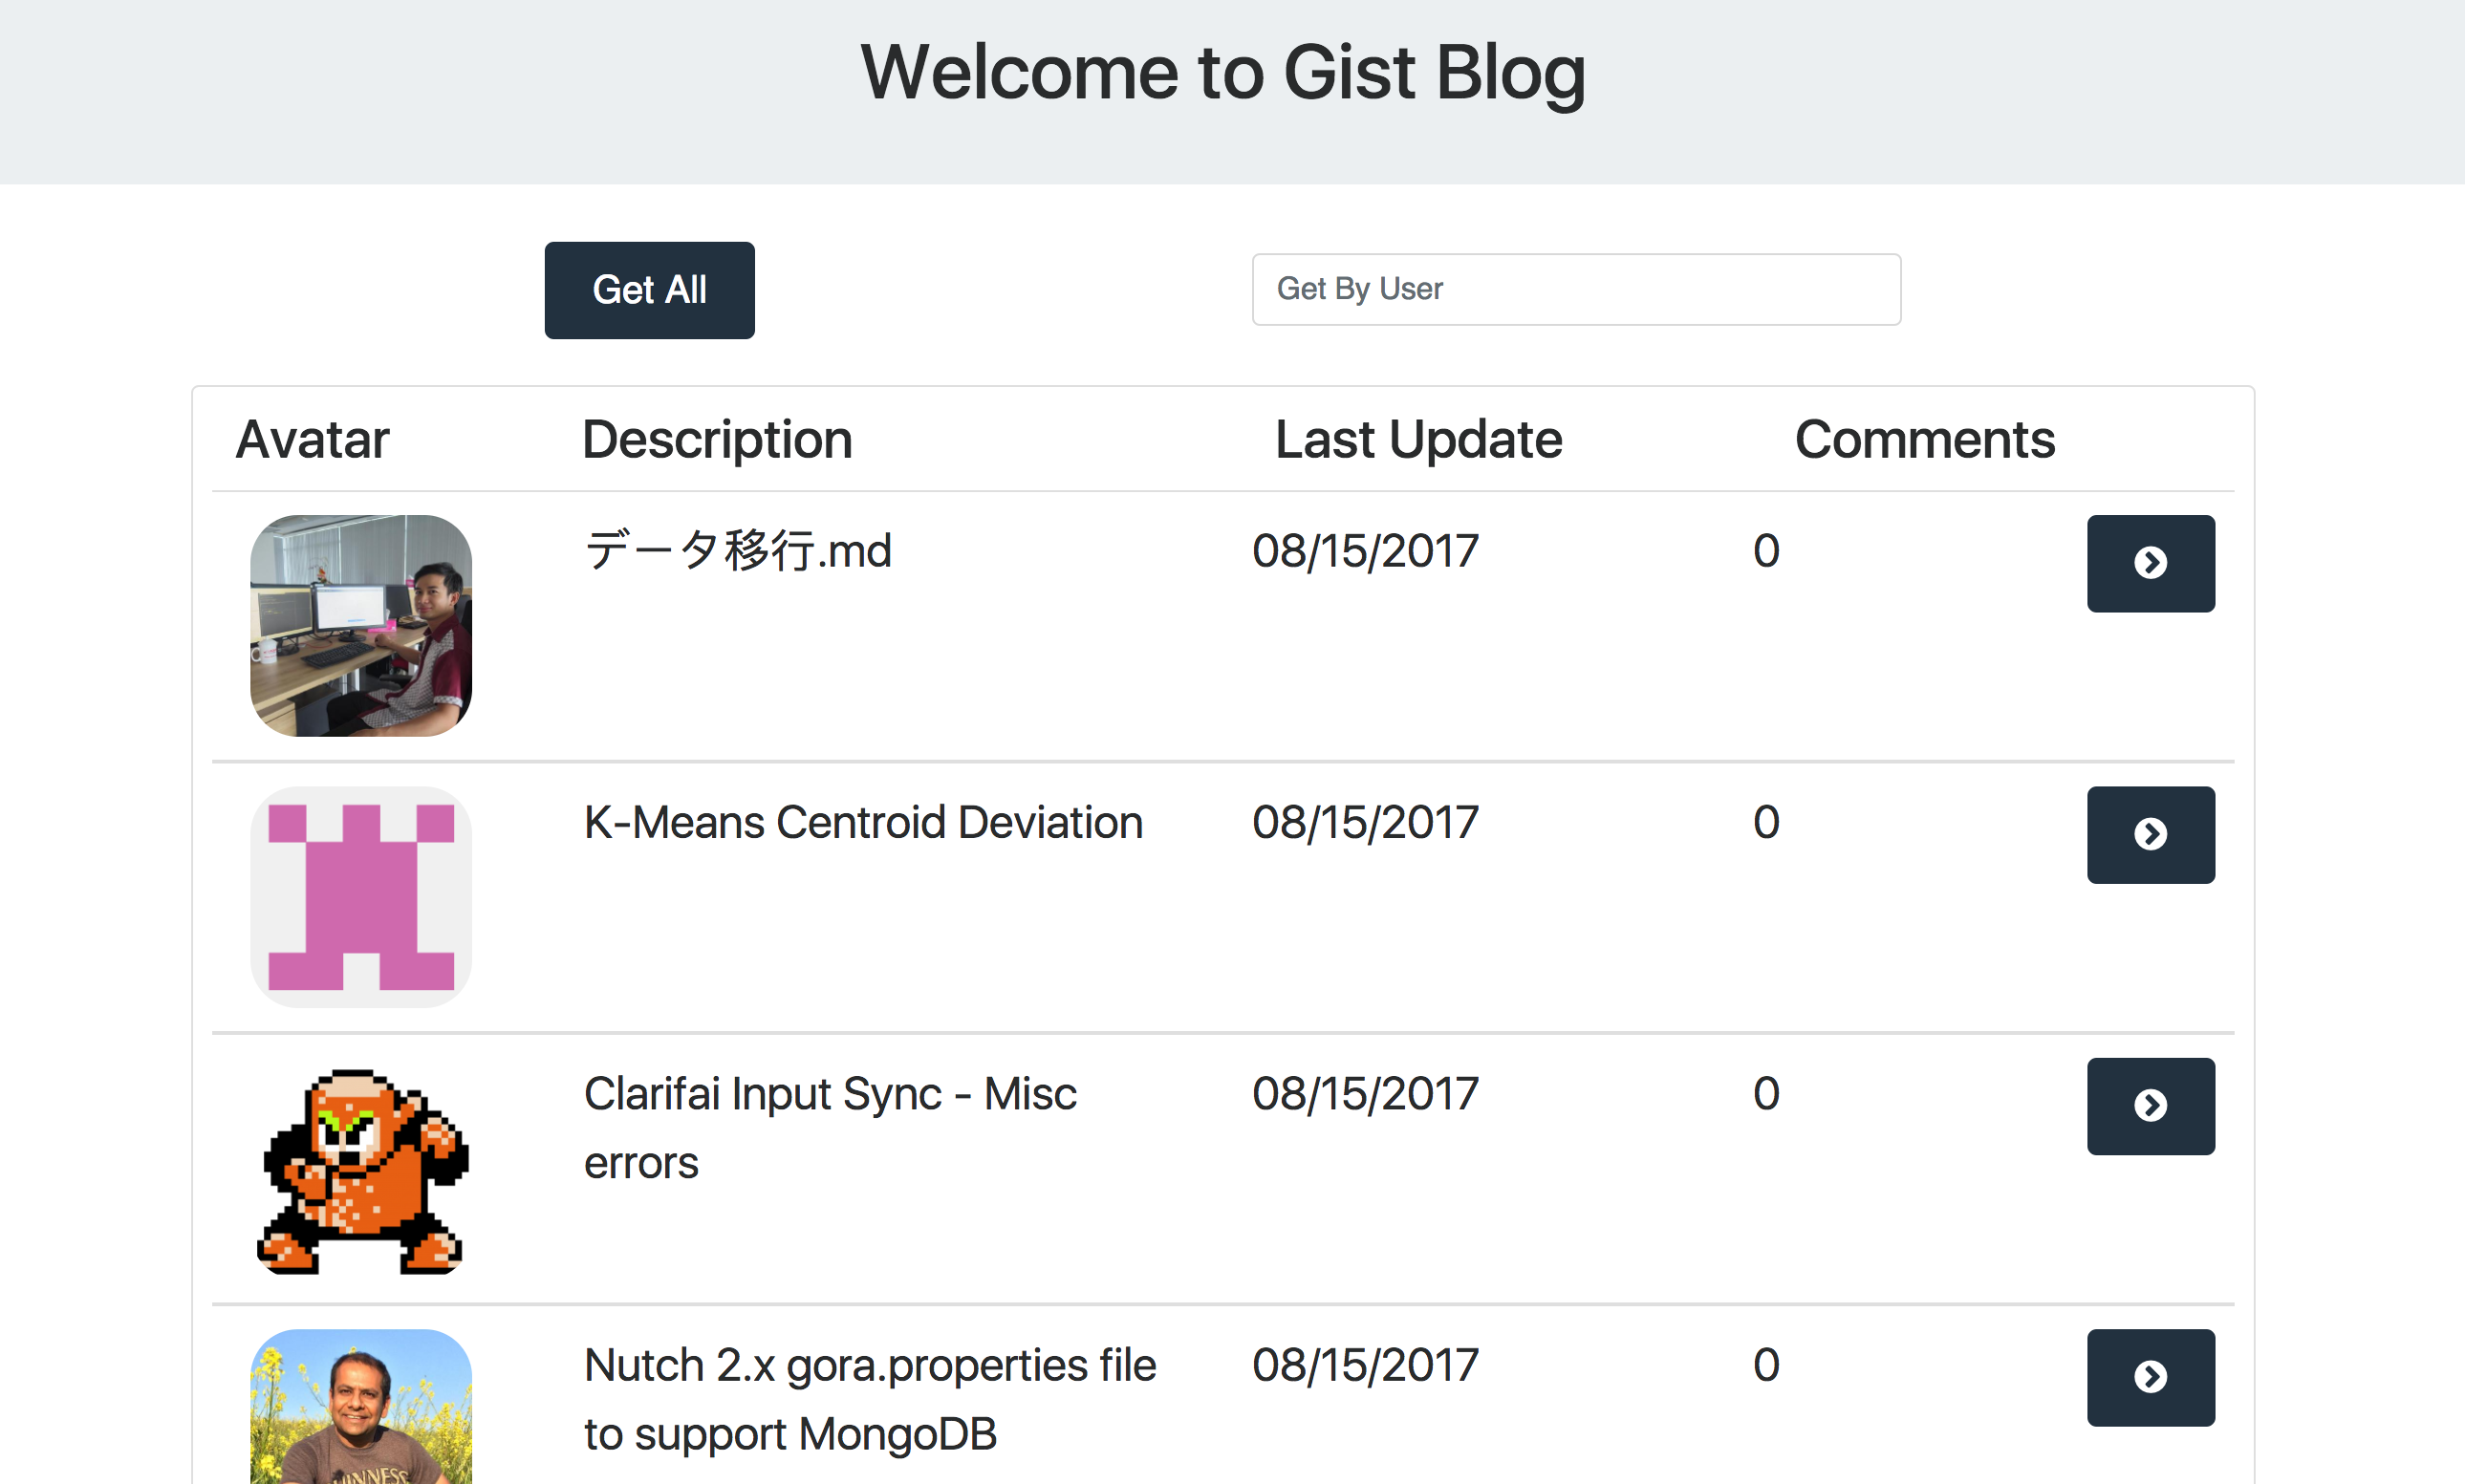 Welcome to Gist Blog
Get All
Get By User
Avatar Description Last Update Comments
データ移行.md 08/15/2017 0
K-Means Centroid Deviation 08/15/2017 0
Clarifai Input Sync - Misc 08/15/2017 0
errors
Nutch 2.x gora.properties file 08/15/2017 0
to support MongoDB